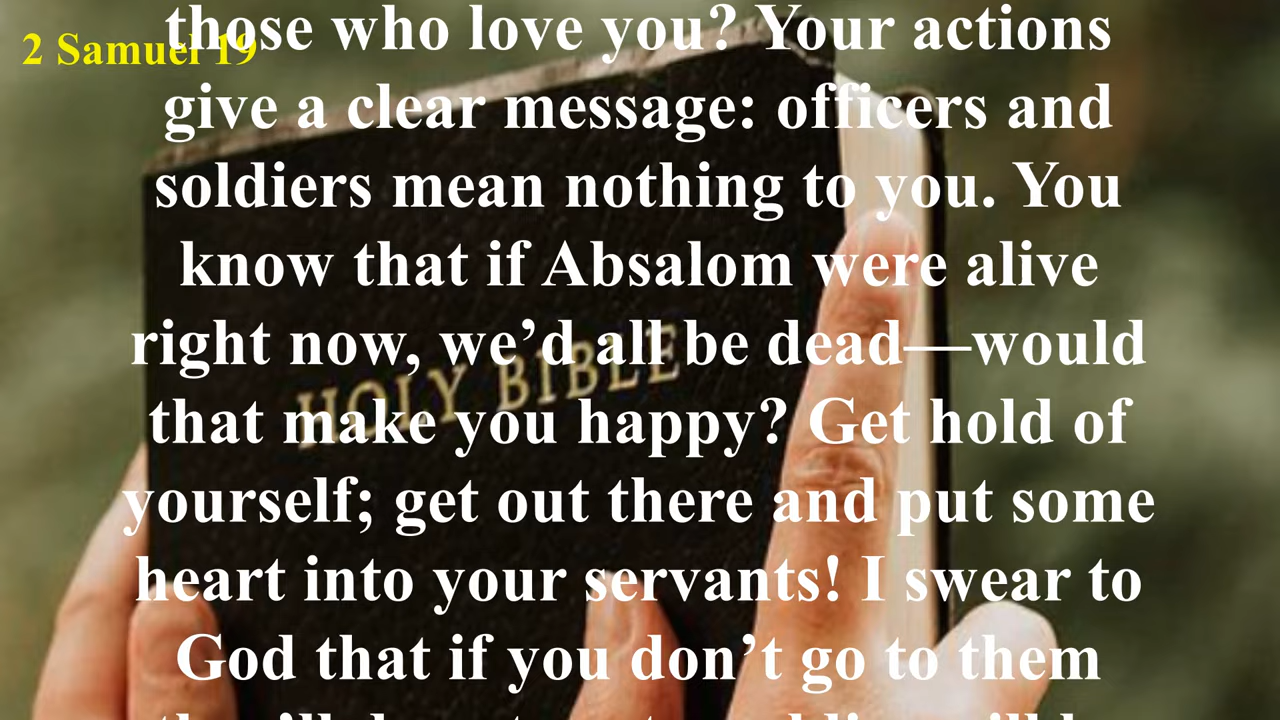 2 Samuel 19
those who love you? Your actions
give a clear message: officers and
soldiers mean nothing to you. You
know that if Absalom were alive
right now, we’d all be dead—would
that make you happy? Get hold of
yourself; get out there and put some
heart into your servants! I swear to
God that if you don’t go to them
HOLY BIBLE